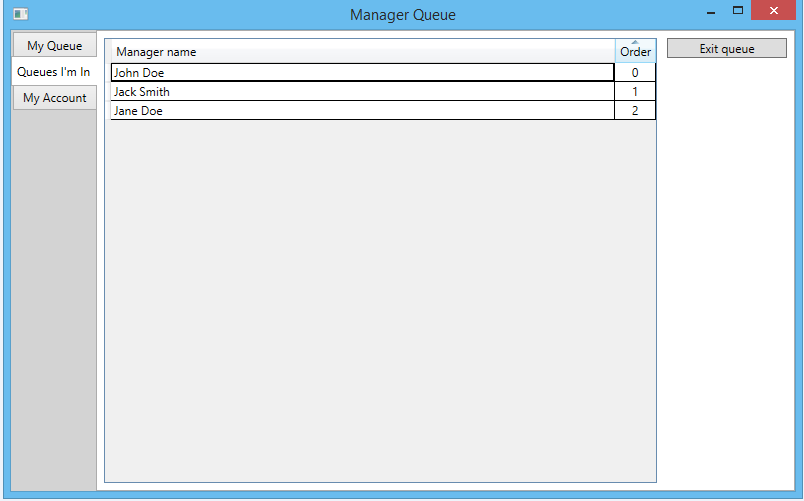 Manager Queue
My Queue
Queues I'm In
My Account
Manager name Order
John Doe 0
Jack Smith 1
Jane Doe 2
Exit queue